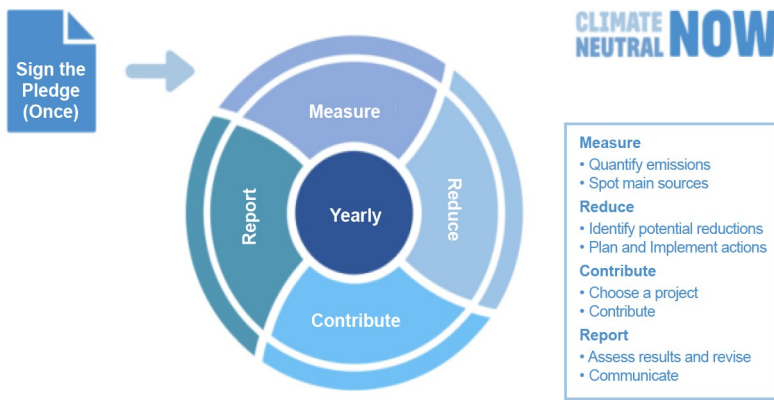 Sign the
Pledge
(Once)
CLIMATE
NEUTRAL NOW
Measure
Reduce
Contribute
Report
Yearly
Measure
• Quantify emissions
• Spot main sources
Reduce
• Identify potential reductions
• Plan and Implement actions
Contribute
• Choose a project
• Contribute
Report
• Assess results and revise
• Communicate